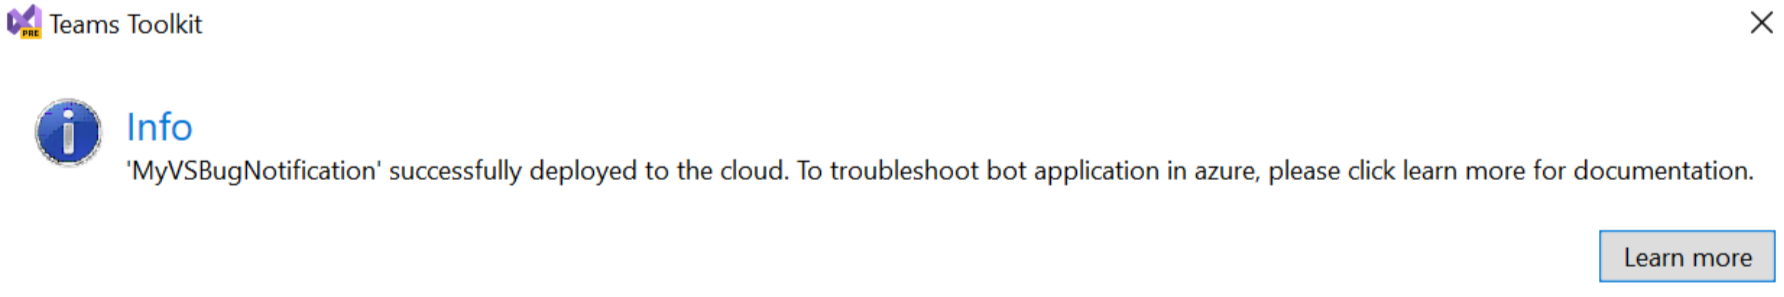 PRE
Teams Toolkit
Info
'MyVSBugNotification' successfully deployed to the cloud. To troubleshoot bot application in azure, please click learn more for documentation.
Learn more